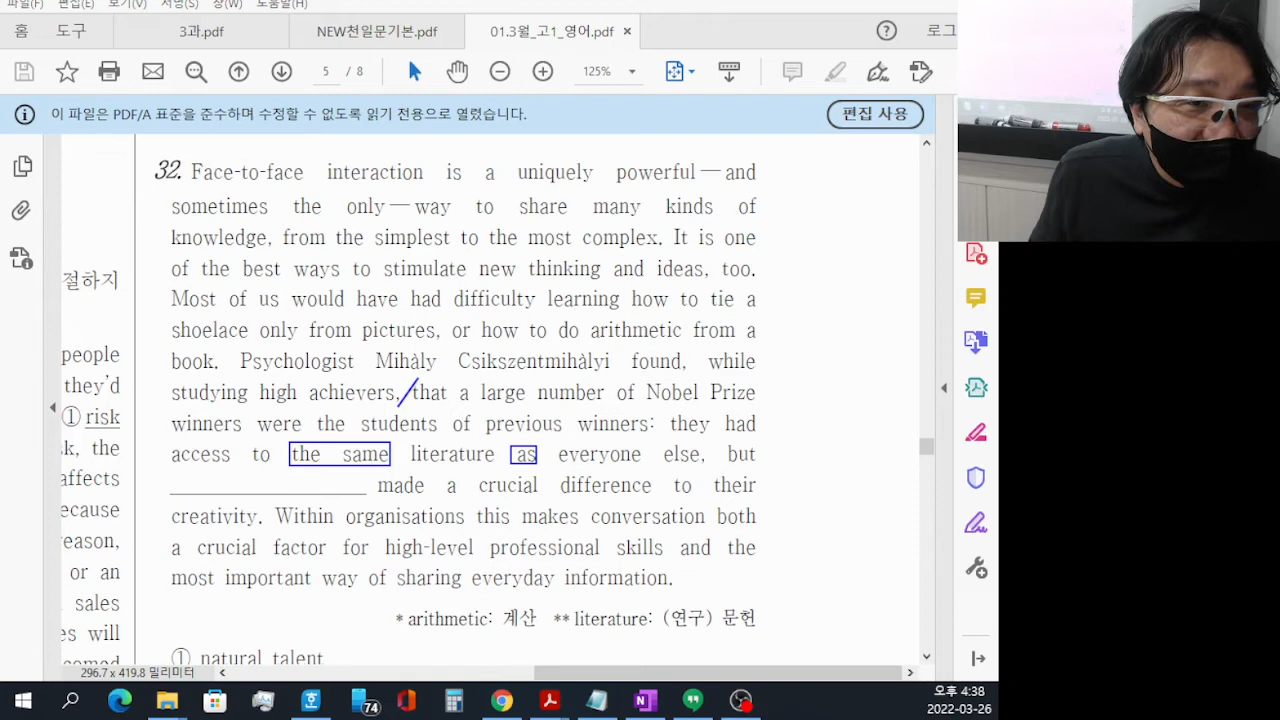 파일(F) 편집(E) 보기(V) 서명(S) 창(W) 도움말(H)
홈 도구 3과.pdf NEW천일문기본.pdf 01.3월_고1_영어.pdf × ? 로그
5 / 8 125%
이 파일은 PDF/A 표준을 준수하며 수정할 수 없도록 읽기 전용으로 열렸습니다. 편집 사용
절하지
people
they'd
① risk
k, the
affects
ecause
reason,
or an
sales
es will
32. Face-to-face interaction is a uniquely powerful—and
sometimes the only—way to share many kinds of
knowledge, from the simplest to the most complex. It is one
of the best ways to stimulate new thinking and ideas, too.
Most of us would have had difficulty learning how to tie a
shoelace only from pictures, or how to do arithmetic from a
book. Psychologist Mihàly Csikszentmihàlyi found, while
studying high achievers, that a large number of Nobel Prize
winners were the students of previous winners: they had
access to the same literature as everyone else, but
____________ made a crucial difference to their
creativity. Within organisations this makes conversation both
a crucial factor for high-level professional skills and the
most important way of sharing everyday information.
* arithmetic: 계산 ** literature: (연구) 문헌
① natural talent
296.7 x 419.8 밀리미터
74
오후 4:38
2022-03-26